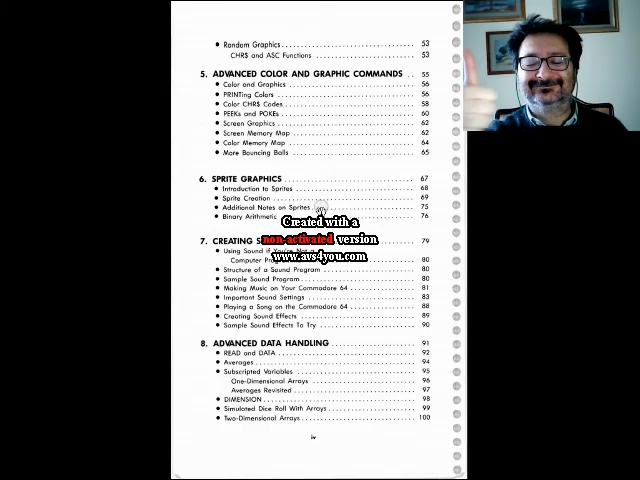 • Random Graphics 53
CHR$ and ASC Functions 53
5. ADVANCED COLOR AND GRAPHIC COMMANDS 55
• Color and Graphics 56
• PRINTing Colors 56
• Color CHR$ Codes 58
• PEEKs and POKEs 60
• Screen Graphics 62
• Screen Memory Map 62
• Color Memory Map 64
• More Bouncing Balls 65
6. SPRITE GRAPHICS 67
• Introduction to Sprites 68
• Sprite Creation 69
• Additional Notes on Sprites 75
• Binary Arithmetic 76
Created with a
non-activated version
www.avs4you.com
7. CREATING 79
• Using Sound if You're Not a
Computer 80
• Structure of a Sound Program 80
• Sample Sound Program 80
• Making Music on Your Commodore 64 81
• Important Sound Settings 83
• Playing a Song on the Commodore 64 88
• Creating Sound Effects 89
• Sample Sound Effects To Try 90
8. ADVANCED DATA HANDLING 91
• READ and DATA 92
• Averages 94
• Subscripted Variables 95
One-Dimensional Arrays 96
Averages Revisited 97
• DIMENSION 98
• Simulated Dice Roll With Arrays 99
• Two-Dimensional Arrays 100
iv